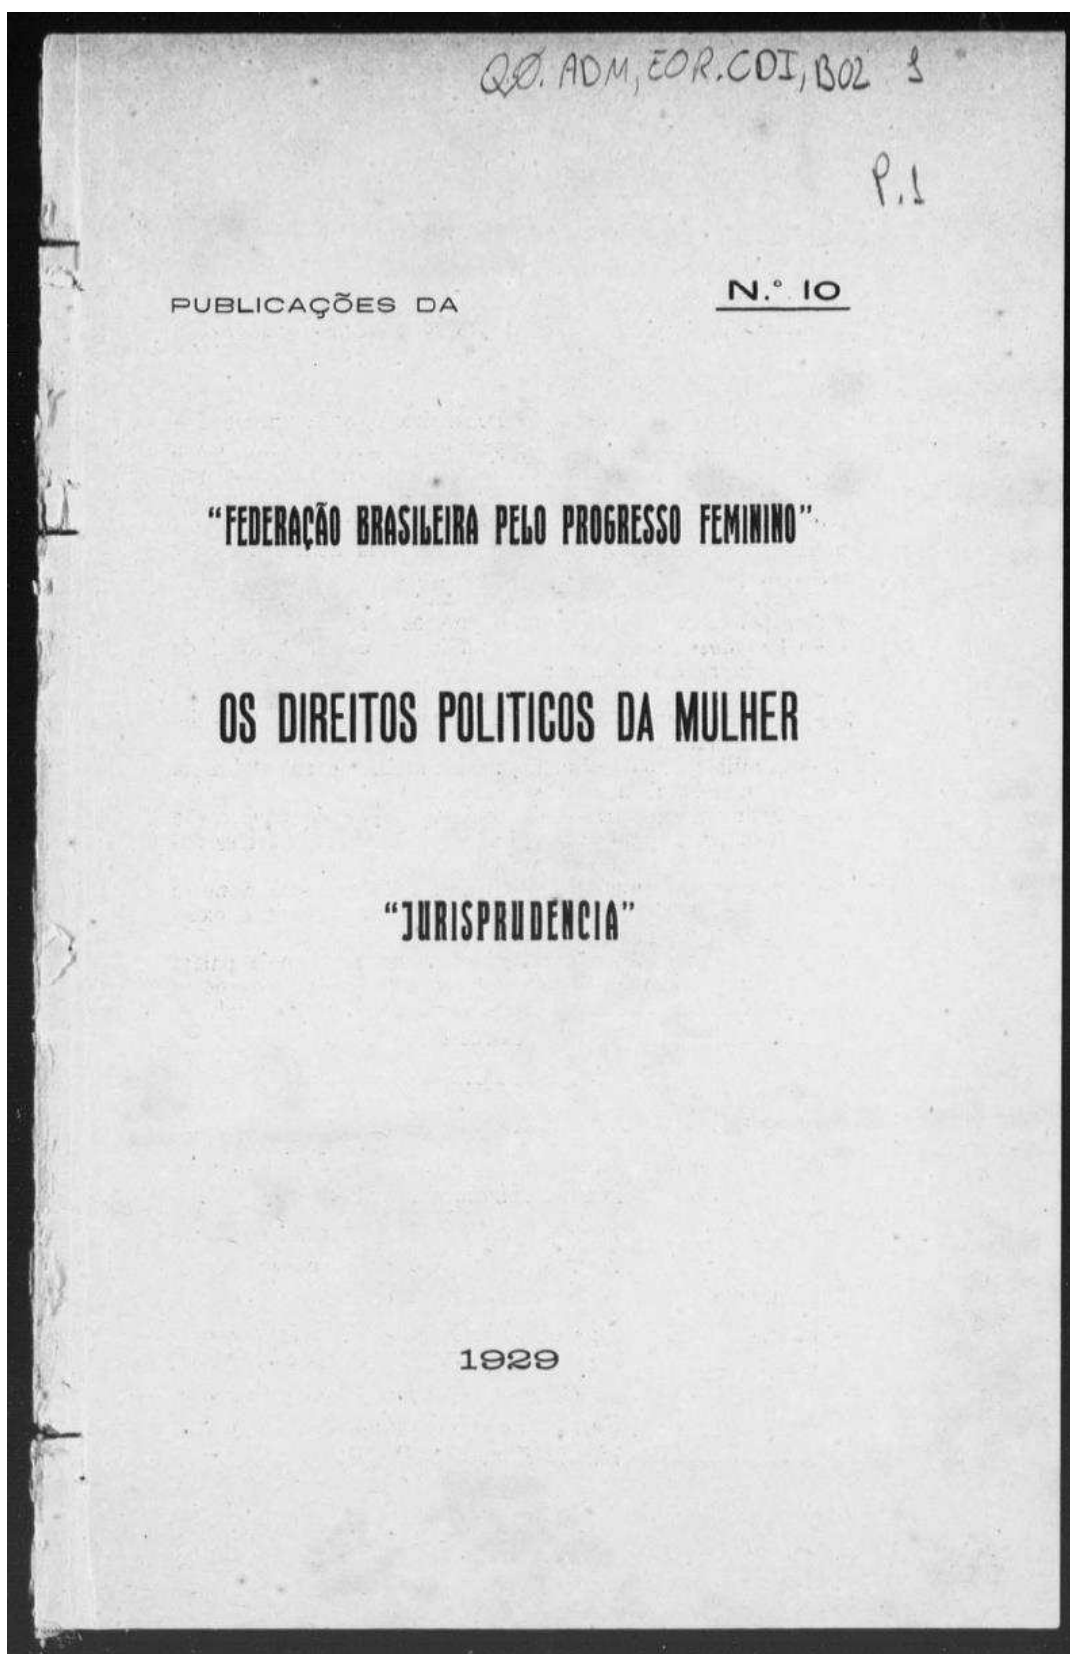 QØ. ADM, EOR.CDI, B02 1
P.1
PUBLICAÇÕES DA
N.º 10
“FEDERAÇÃO BRASILEIRA PELO PROGRESSO FEMININO”
OS DIREITOS POLITICOS DA MULHER
“JURISPRUDENCIA”
1929